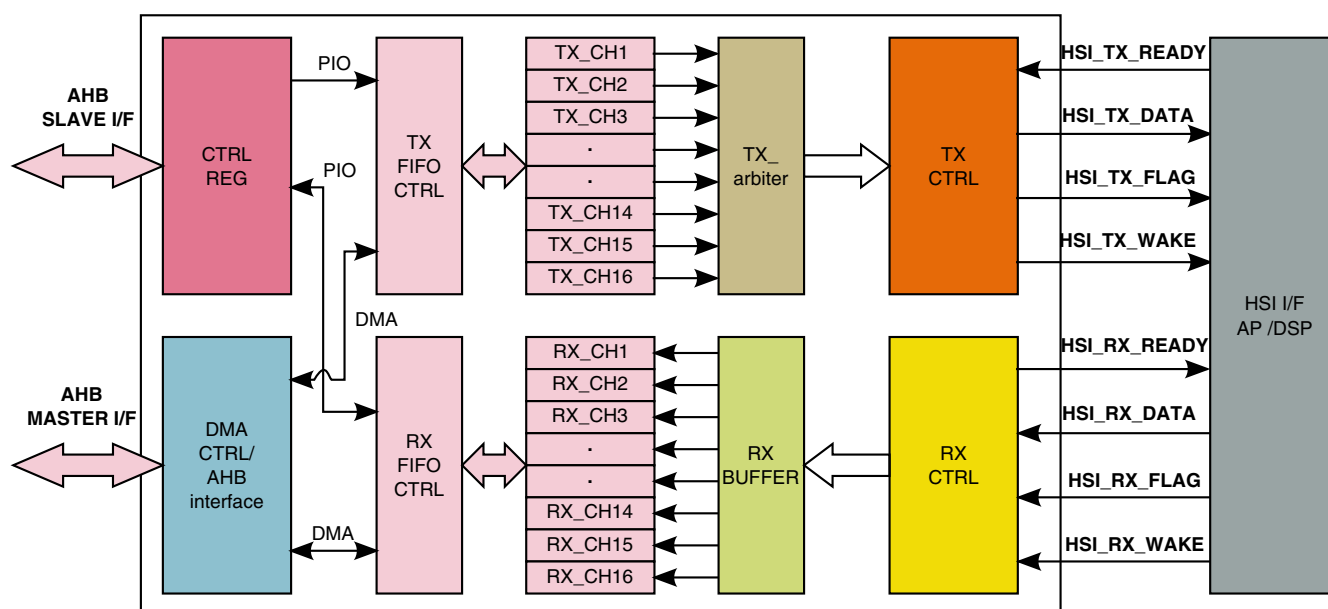 AHB
SLAVE I/F
CTRL
REG
PIO
PIO
TX
FIFO
CTRL
TX_CH1
TX_CH2
TX_CH3
.
.
TX_CH14
TX_CH15
TX_CH16
TX_
arbiter
TX
CTRL
HSI_TX_READY
HSI_TX_DATA
HSI_TX_FLAG
HSI_TX_WAKE
HSI I/F
AP /DSP
AHB
MASTER I/F
DMA
CTRL/
AHB
interface
DMA
DMA
RX
FIFO
CTRL
RX_CH1
RX_CH2
RX_CH3
.
.
RX_CH14
RX_CH15
RX_CH16
RX
BUFFER
RX
CTRL
HSI_RX_READY
HSI_RX_DATA
HSI_RX_FLAG
HSI_RX_WAKE